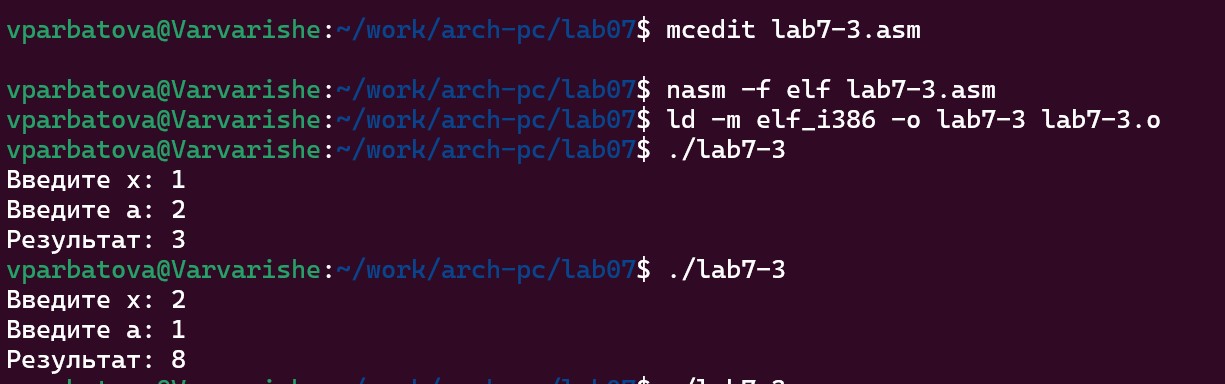 vparbatova@Varvarishe:~/work/arch-pc/lab07$ mcedit lab7-3.asm
vparbatova@Varvarishe:~/work/arch-pc/lab07$ nasm -f elf lab7-3.asm
vparbatova@Varvarishe:~/work/arch-pc/lab07$ ld -m elf_i386 -o lab7-3 lab7-3.o
vparbatova@Varvarishe:~/work/arch-pc/lab07$ ./lab7-3
Введите x: 1
Введите a: 2
Результат: 3
vparbatova@Varvarishe:~/work/arch-pc/lab07$ ./lab7-3
Введите x: 2
Введите a: 1
Результат: 8